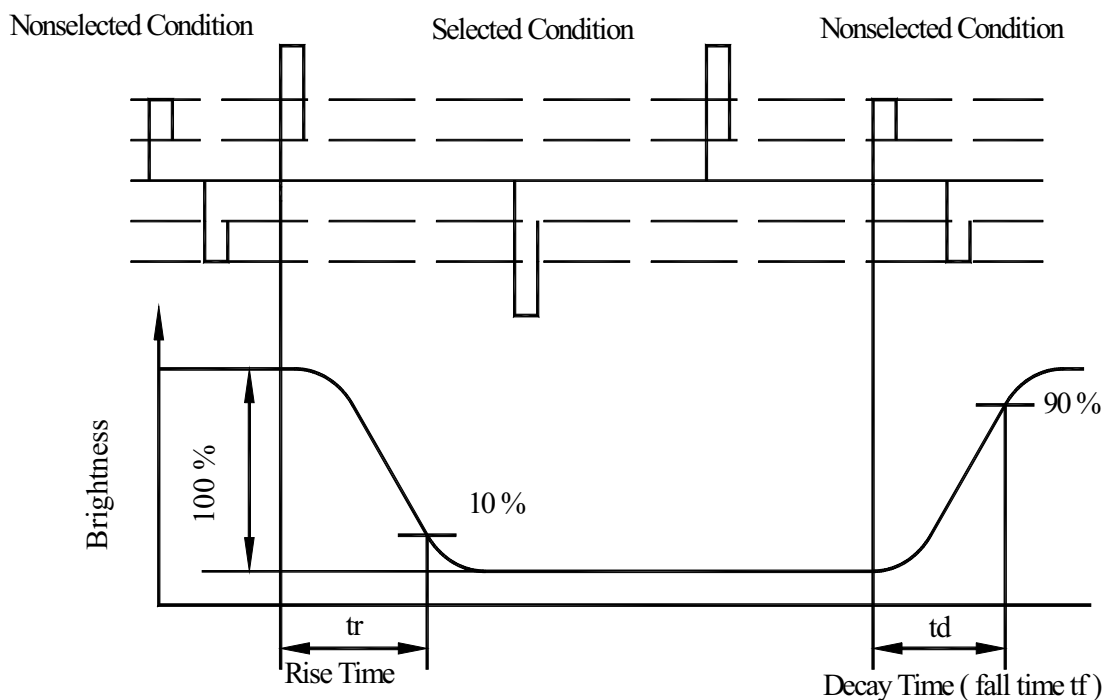 Nonselected Condition
Selected Condition
Nonselected Condition
Brightness
100 %
10 %
90 %
tr
Rise Time
td
Decay Time ( fall time tf )